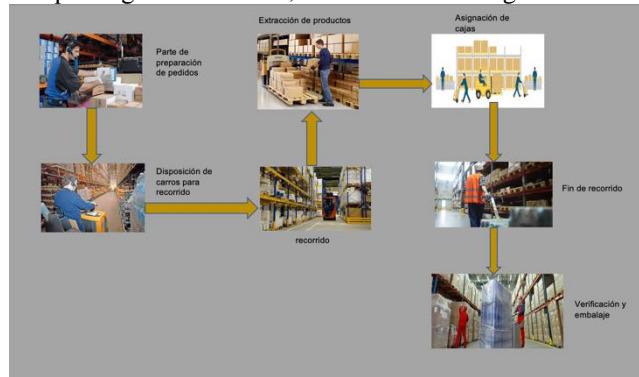 Extracción de productos
Asignación de
cajas
Parte de
preparación
de pedidos
Disposición de
carros para
recorrido
recorrido
Fin de recorrido
Verificación y
embalaje